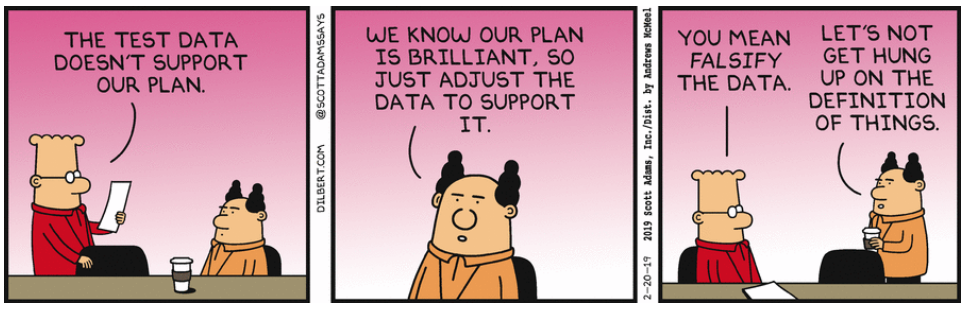 THE TEST DATA
DOESN'T SUPPORT
OUR PLAN.
DILBERT.COM @SCOTTADAMSSAYS
WE KNOW OUR PLAN
IS BRILLIANT, SO
JUST ADJUST THE
DATA TO SUPPORT
IT.
2-20-19 2019 Scott Adams, Inc./Dist. by Andrews McMeel
YOU MEAN
FALSIFY
THE DATA.
LET'S NOT
GET HUNG
UP ON THE
DEFINITION
OF THINGS.